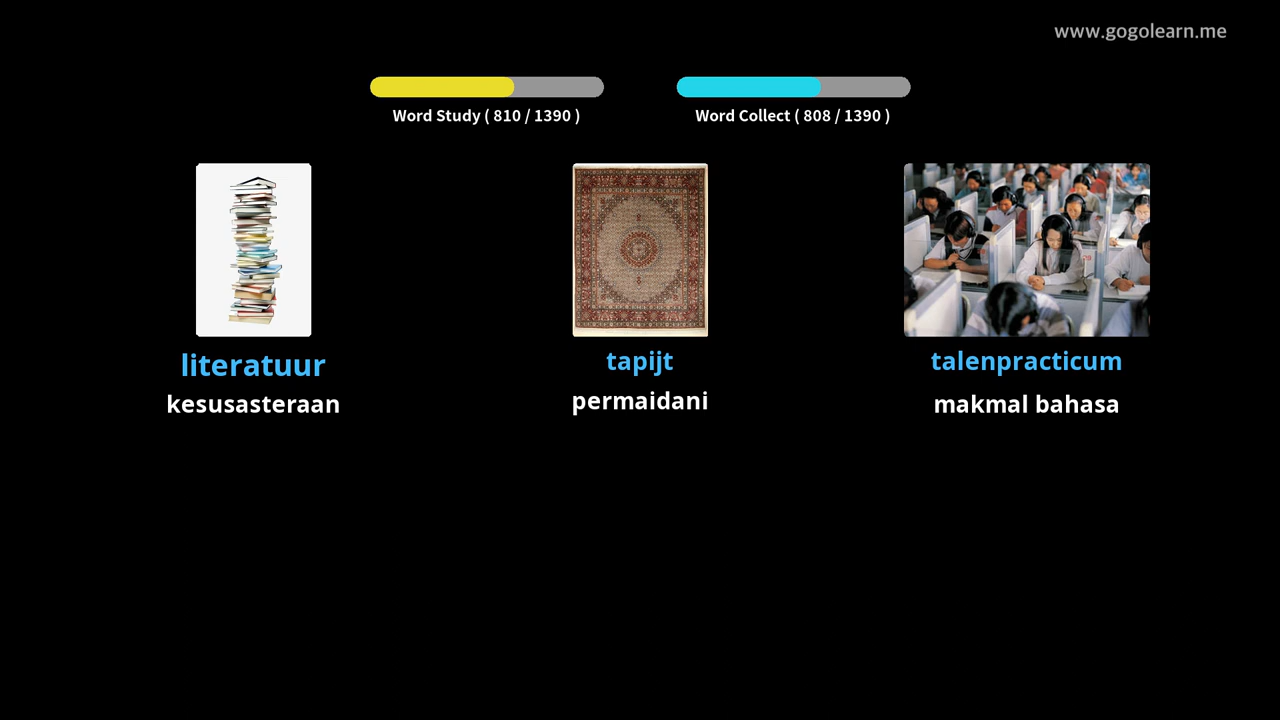 www.gogolearn.me
Word Study ( 810 / 1390 )
Word Collect ( 808 / 1390 )
literatuur
kesusasteraan
tapijt
permaidani
talenpracticum
makmal bahasa